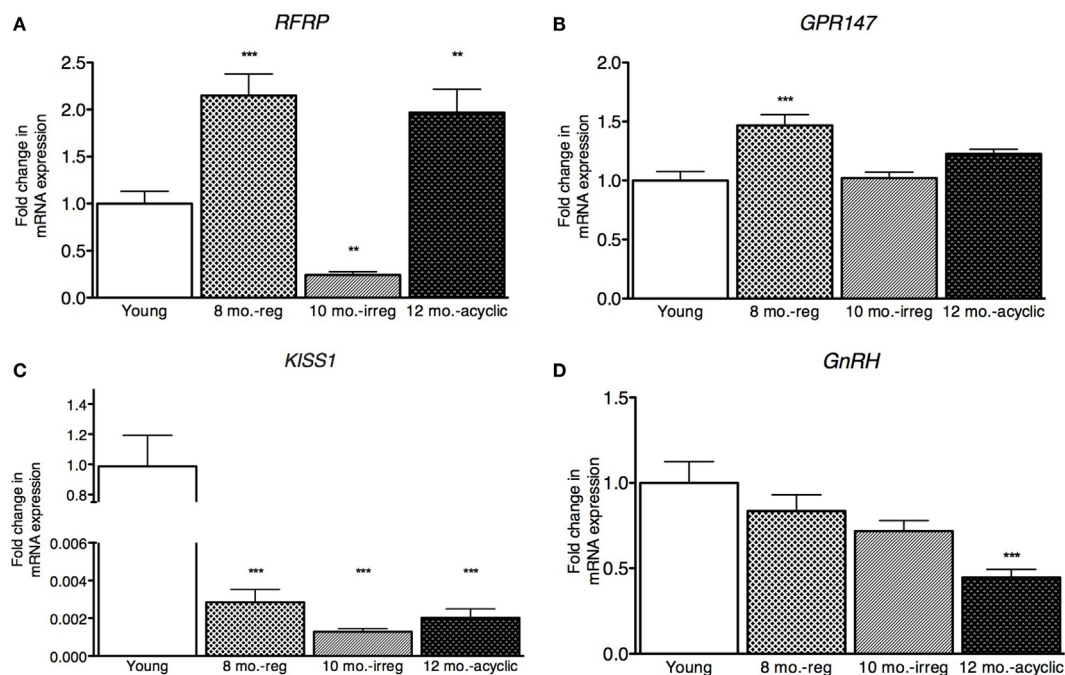 A
RFRP
Fold change in
mRNA expression
2.5
2.0
1.5
1.0
0.5
0.0
***
**
**
Young
8 mo.-reg
10 mo.-irreg
12 mo.-acyclic
B
GPR147
Fold change in
mRNA expression
2.0
1.5
1.0
0.5
0.0
***
Young
8 mo.-reg
10 mo.-irreg
12 mo.-acyclic
C
KISS1
Fold change in
mRNA expression
1.4
1.2
1.0
0.8
0.006
0.004
0.002
0.000
***
***
***
Young
8 mo.-reg
10 mo.-irreg
12 mo.-acyclic
D
GnRH
Fold change in
mRNA expression
1.5
1.0
0.5
0.0
***
Young
8 mo.-reg
10 mo.-irreg
12 mo.-acyclic